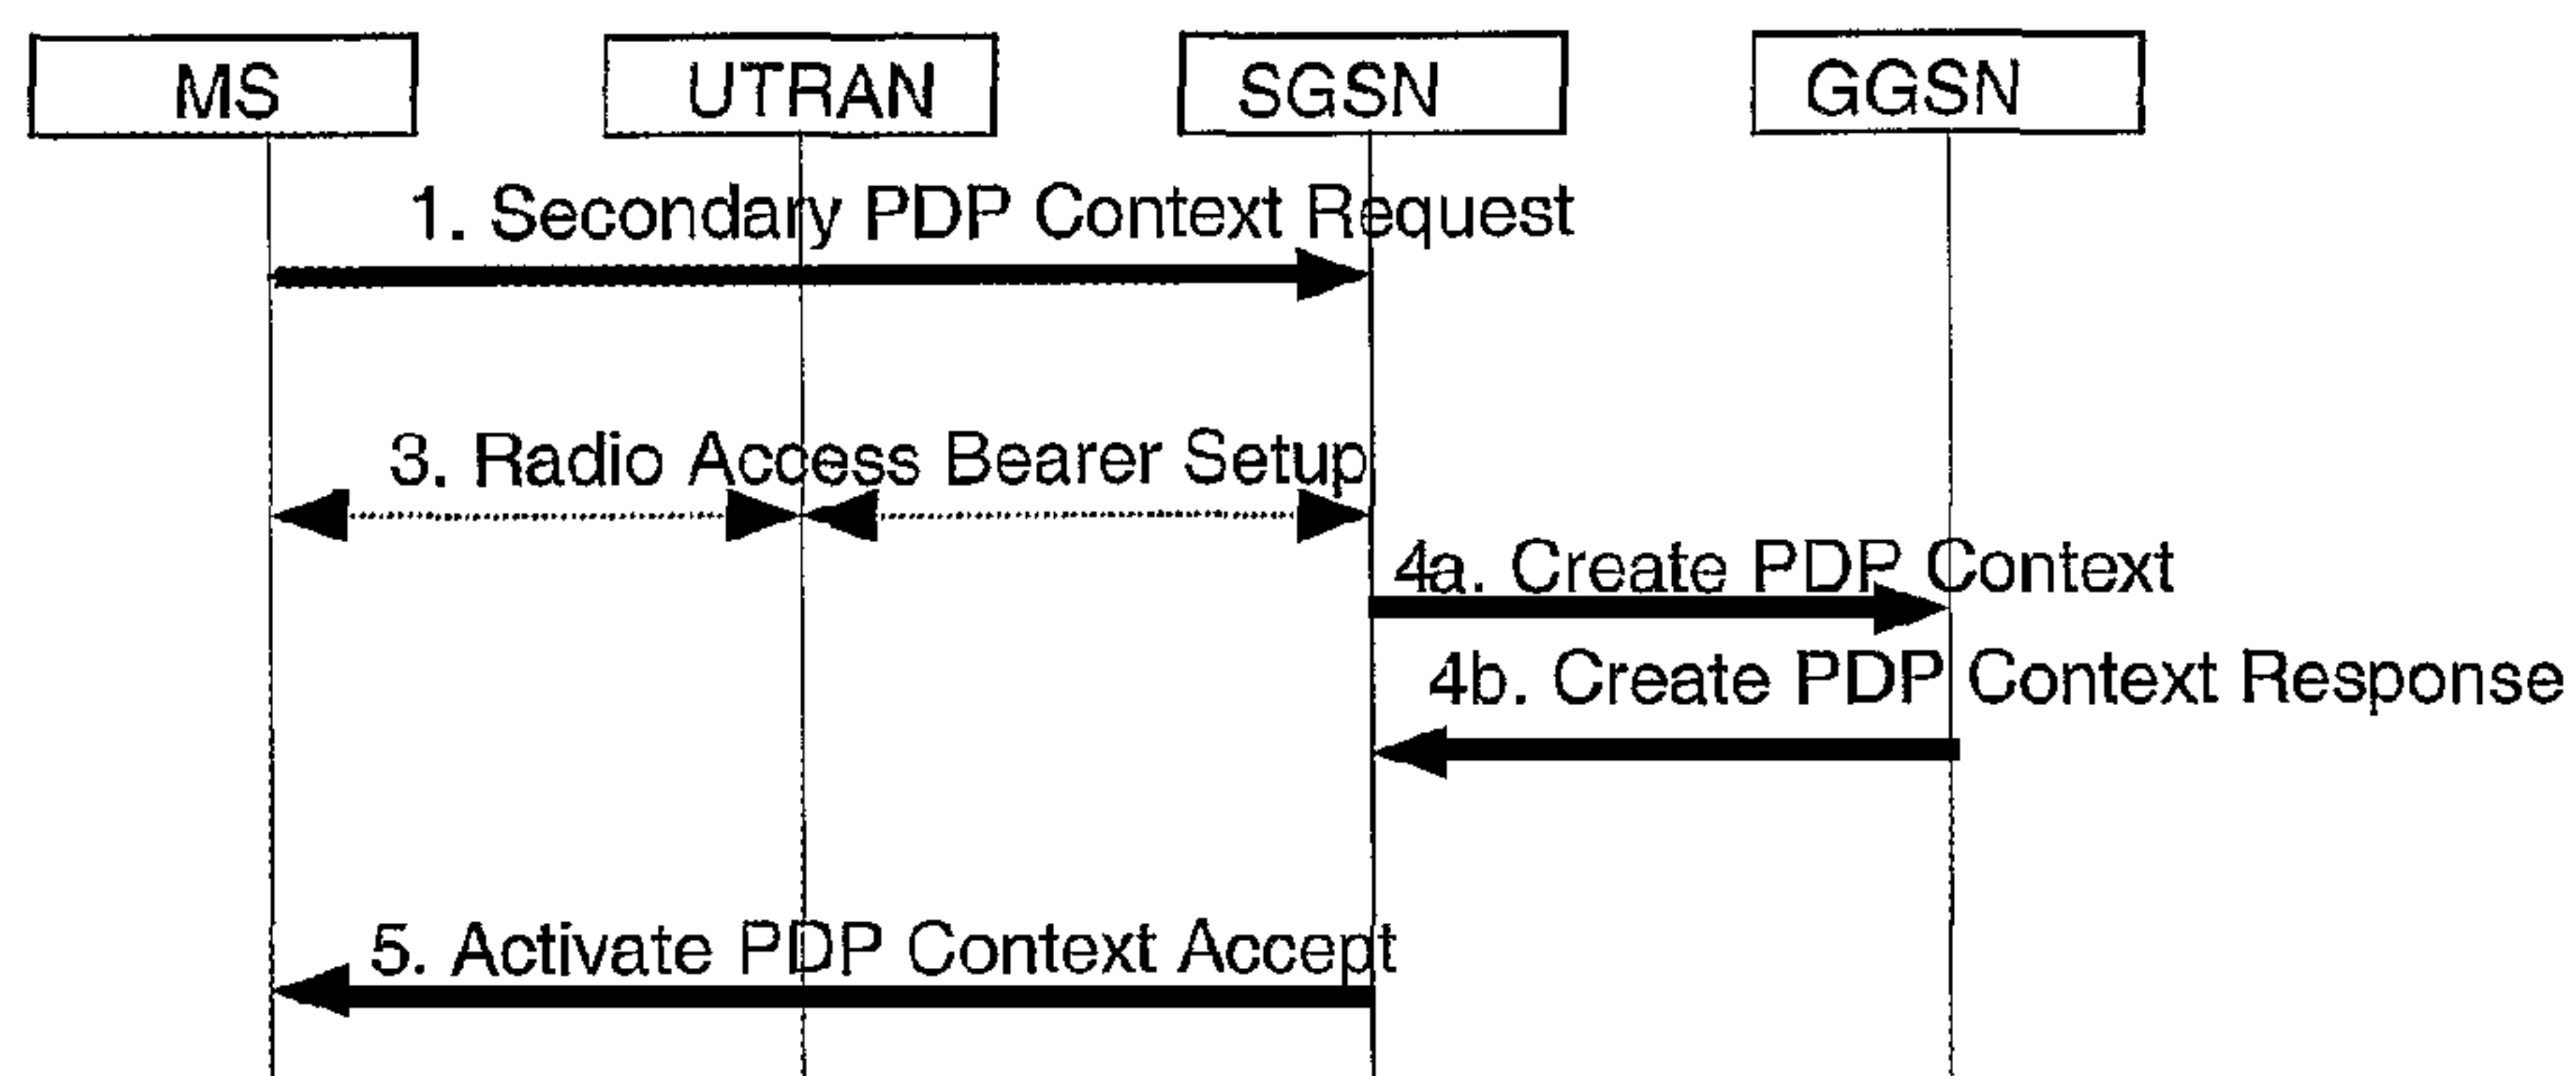 MS UTRAN SGSN GGSN
1. Secondary PDP Context Request
3. Radio Access Bearer Setup
4a. Create PDP Context
4b. Create PDP Context Response
5. Activate PDP Context Accept